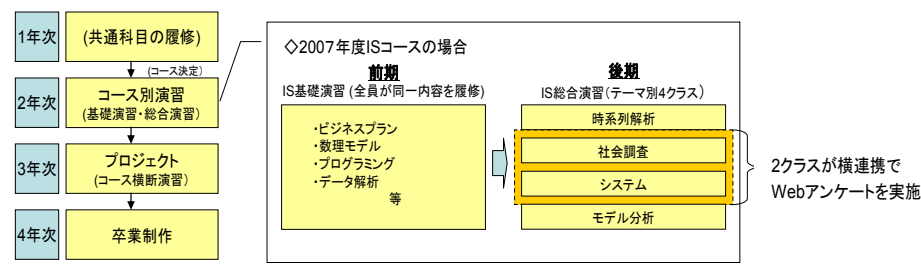 1年次
(共通科目の履修)
(コース決定)
2年次
コース別演習
(基礎演習・総合演習)
3年次
プロジェクト
(コース横断演習)
4年次
卒業制作
◇2007年度ISコースの場合
前期
IS基礎演習 (全員が同一内容を履修)
・ビジネスプラン
・数理モデル
・プログラミング
・データ解析
等
後期
IS総合演習(テーマ別4クラス)
時系列解析
社会調査
システム
モデル分析
2クラスが横連携で
Webアンケートを実施